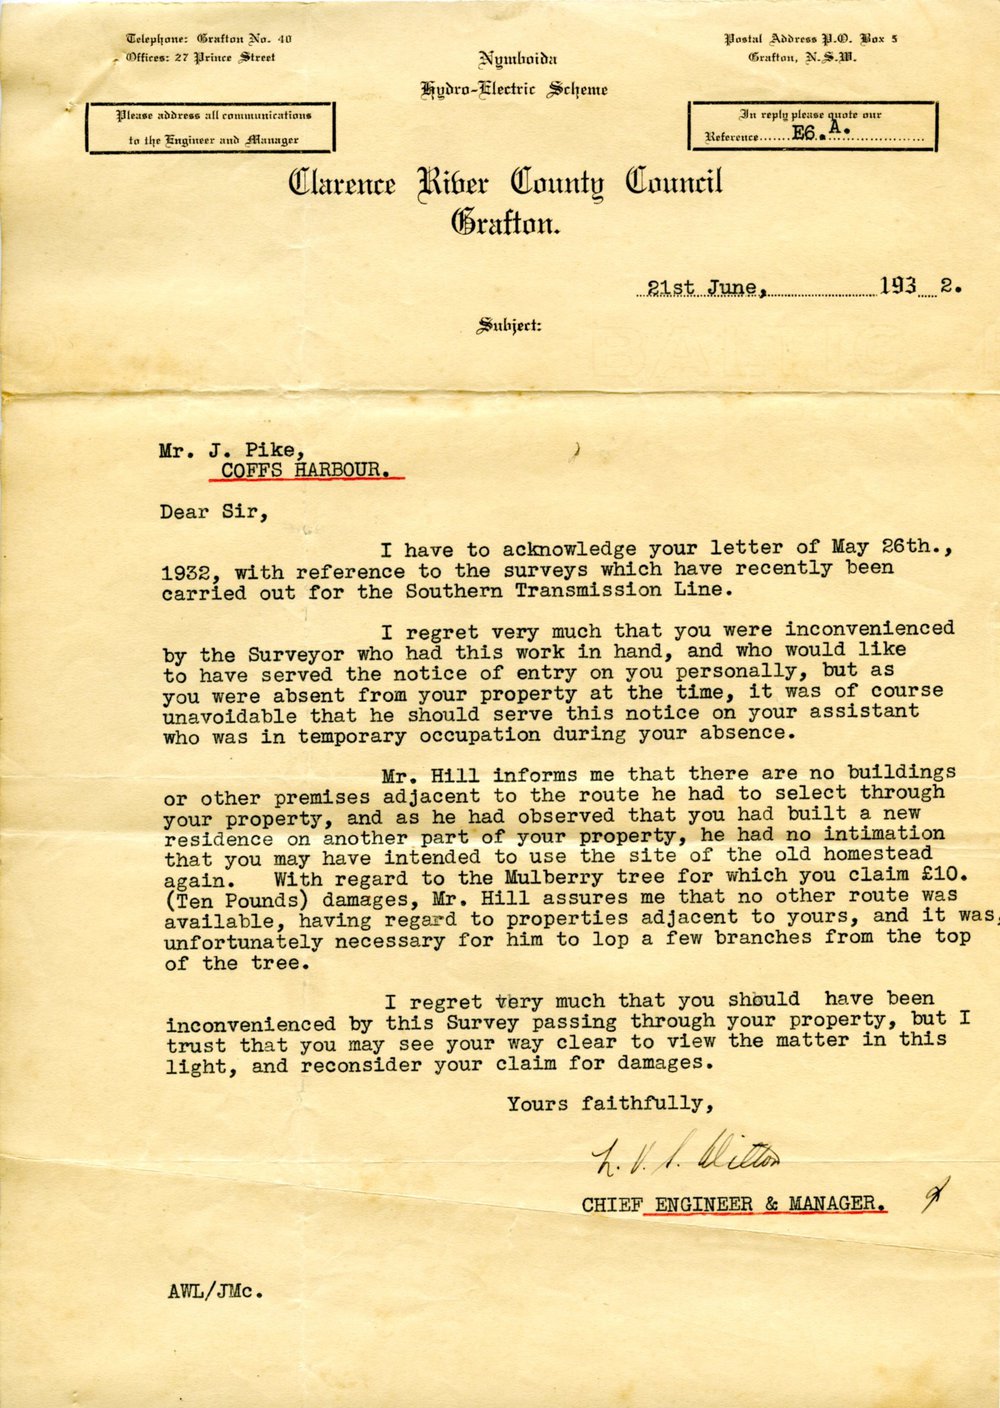 Telephone: Grafton No. 40
Offices: 27 Prince Street
Nymboida
Hydro-Electric Scheme
Postal Address P.O. Box 5
Grafton, N.S.W.
Please address all communications
to the Engineer and Manager
In reply please quote our
Reference.......E6.A.......................
Clarence River County Council
Grafton.
21st June, 193 2.
Subject:
Mr. J. Pike,
COFFS HARBOUR.
Dear Sir,
I have to acknowledge your letter of May 26th.,
1932, with reference to the surveys which have recently been
carried out for the Southern Transmission Line.
I regret very much that you were inconvenienced
by the Surveyor who had this work in hand, and who would like
to have served the notice of entry on you personally, but as
you were absent from your property at the time, it was of course
unavoidable that he should serve this notice on your assistant
who was in temporary occupation during your absence.
Mr. Hill informs me that there are no buildings
or other premises adjacent to the route he had to select through
your property, and as he had observed that you had built a new
residence on another part of your property, he had no intimation
that you may have intended to use the site of the old homestead
again. With regard to the Mulberry tree for which you claim £10.
(Ten Pounds) damages, Mr. Hill assures me that no other route was
available, having regard to properties adjacent to yours, and it was,
unfortunately necessary for him to lop a few branches from the top
of the tree.
I regret very much that you should have been
inconvenienced by this Survey passing through your property, but I
trust that you may see your way clear to view the matter in this
light, and reconsider your claim for damages.
Yours faithfully,
CHIEF ENGINEER & MANAGER.
AWL/JMc.